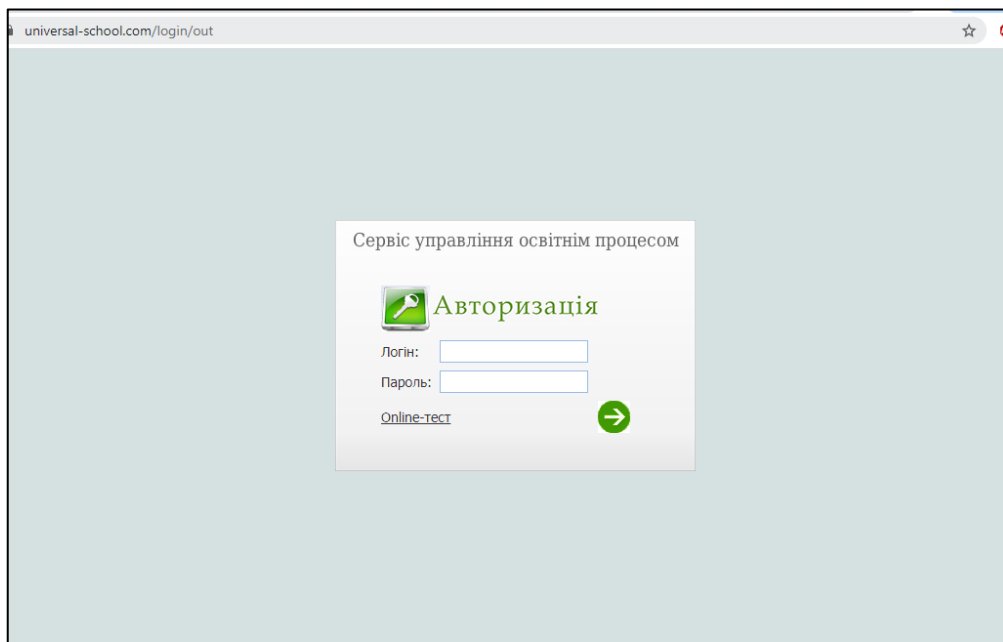 universal-school.com/login/out
Сервіс управління освітнім процесом
Авторизація
Логін:
Пароль:
Online-тест